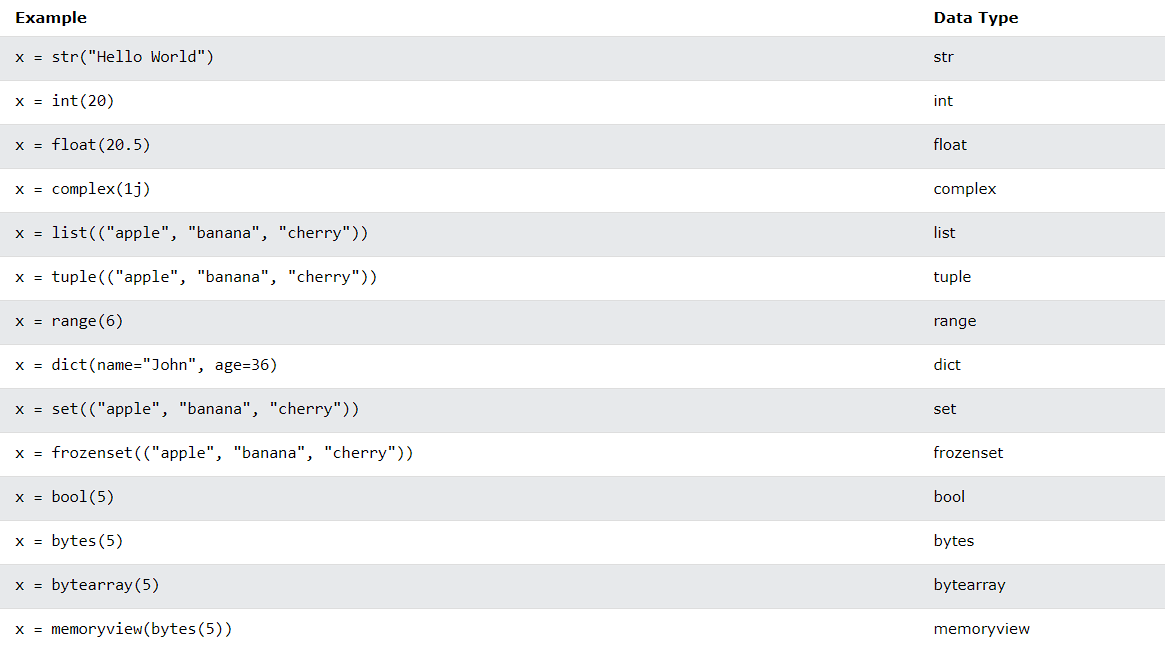 Example Data Type
x = str("Hello World") str
x = int(20) int
x = float(20.5) float
x = complex(1j) complex
x = list(("apple", "banana", "cherry")) list
x = tuple(("apple", "banana", "cherry")) tuple
x = range(6) range
x = dict(name="John", age=36) dict
x = set(("apple", "banana", "cherry")) set
x = frozenset(("apple", "banana", "cherry")) frozenset
x = bool(5) bool
x = bytes(5) bytes
x = bytearray(5) bytearray
x = memoryview(bytes(5)) memoryview